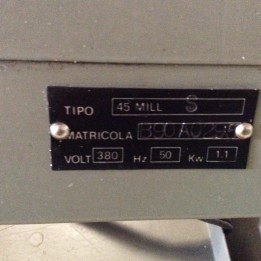 TIPO 45 MILL S
MATRICOLA
VOLT 380 Hz 50 Kw 1.1